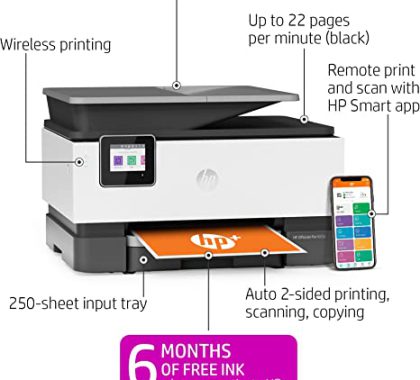 Up to 22 pages
per minute (black)
Wireless printing
Remote print
and scan with
HP Smart app
hp
hp+
250-sheet input tray
Auto 2-sided printing,
scanning, copying
6 MONTHS
OF FREE INK